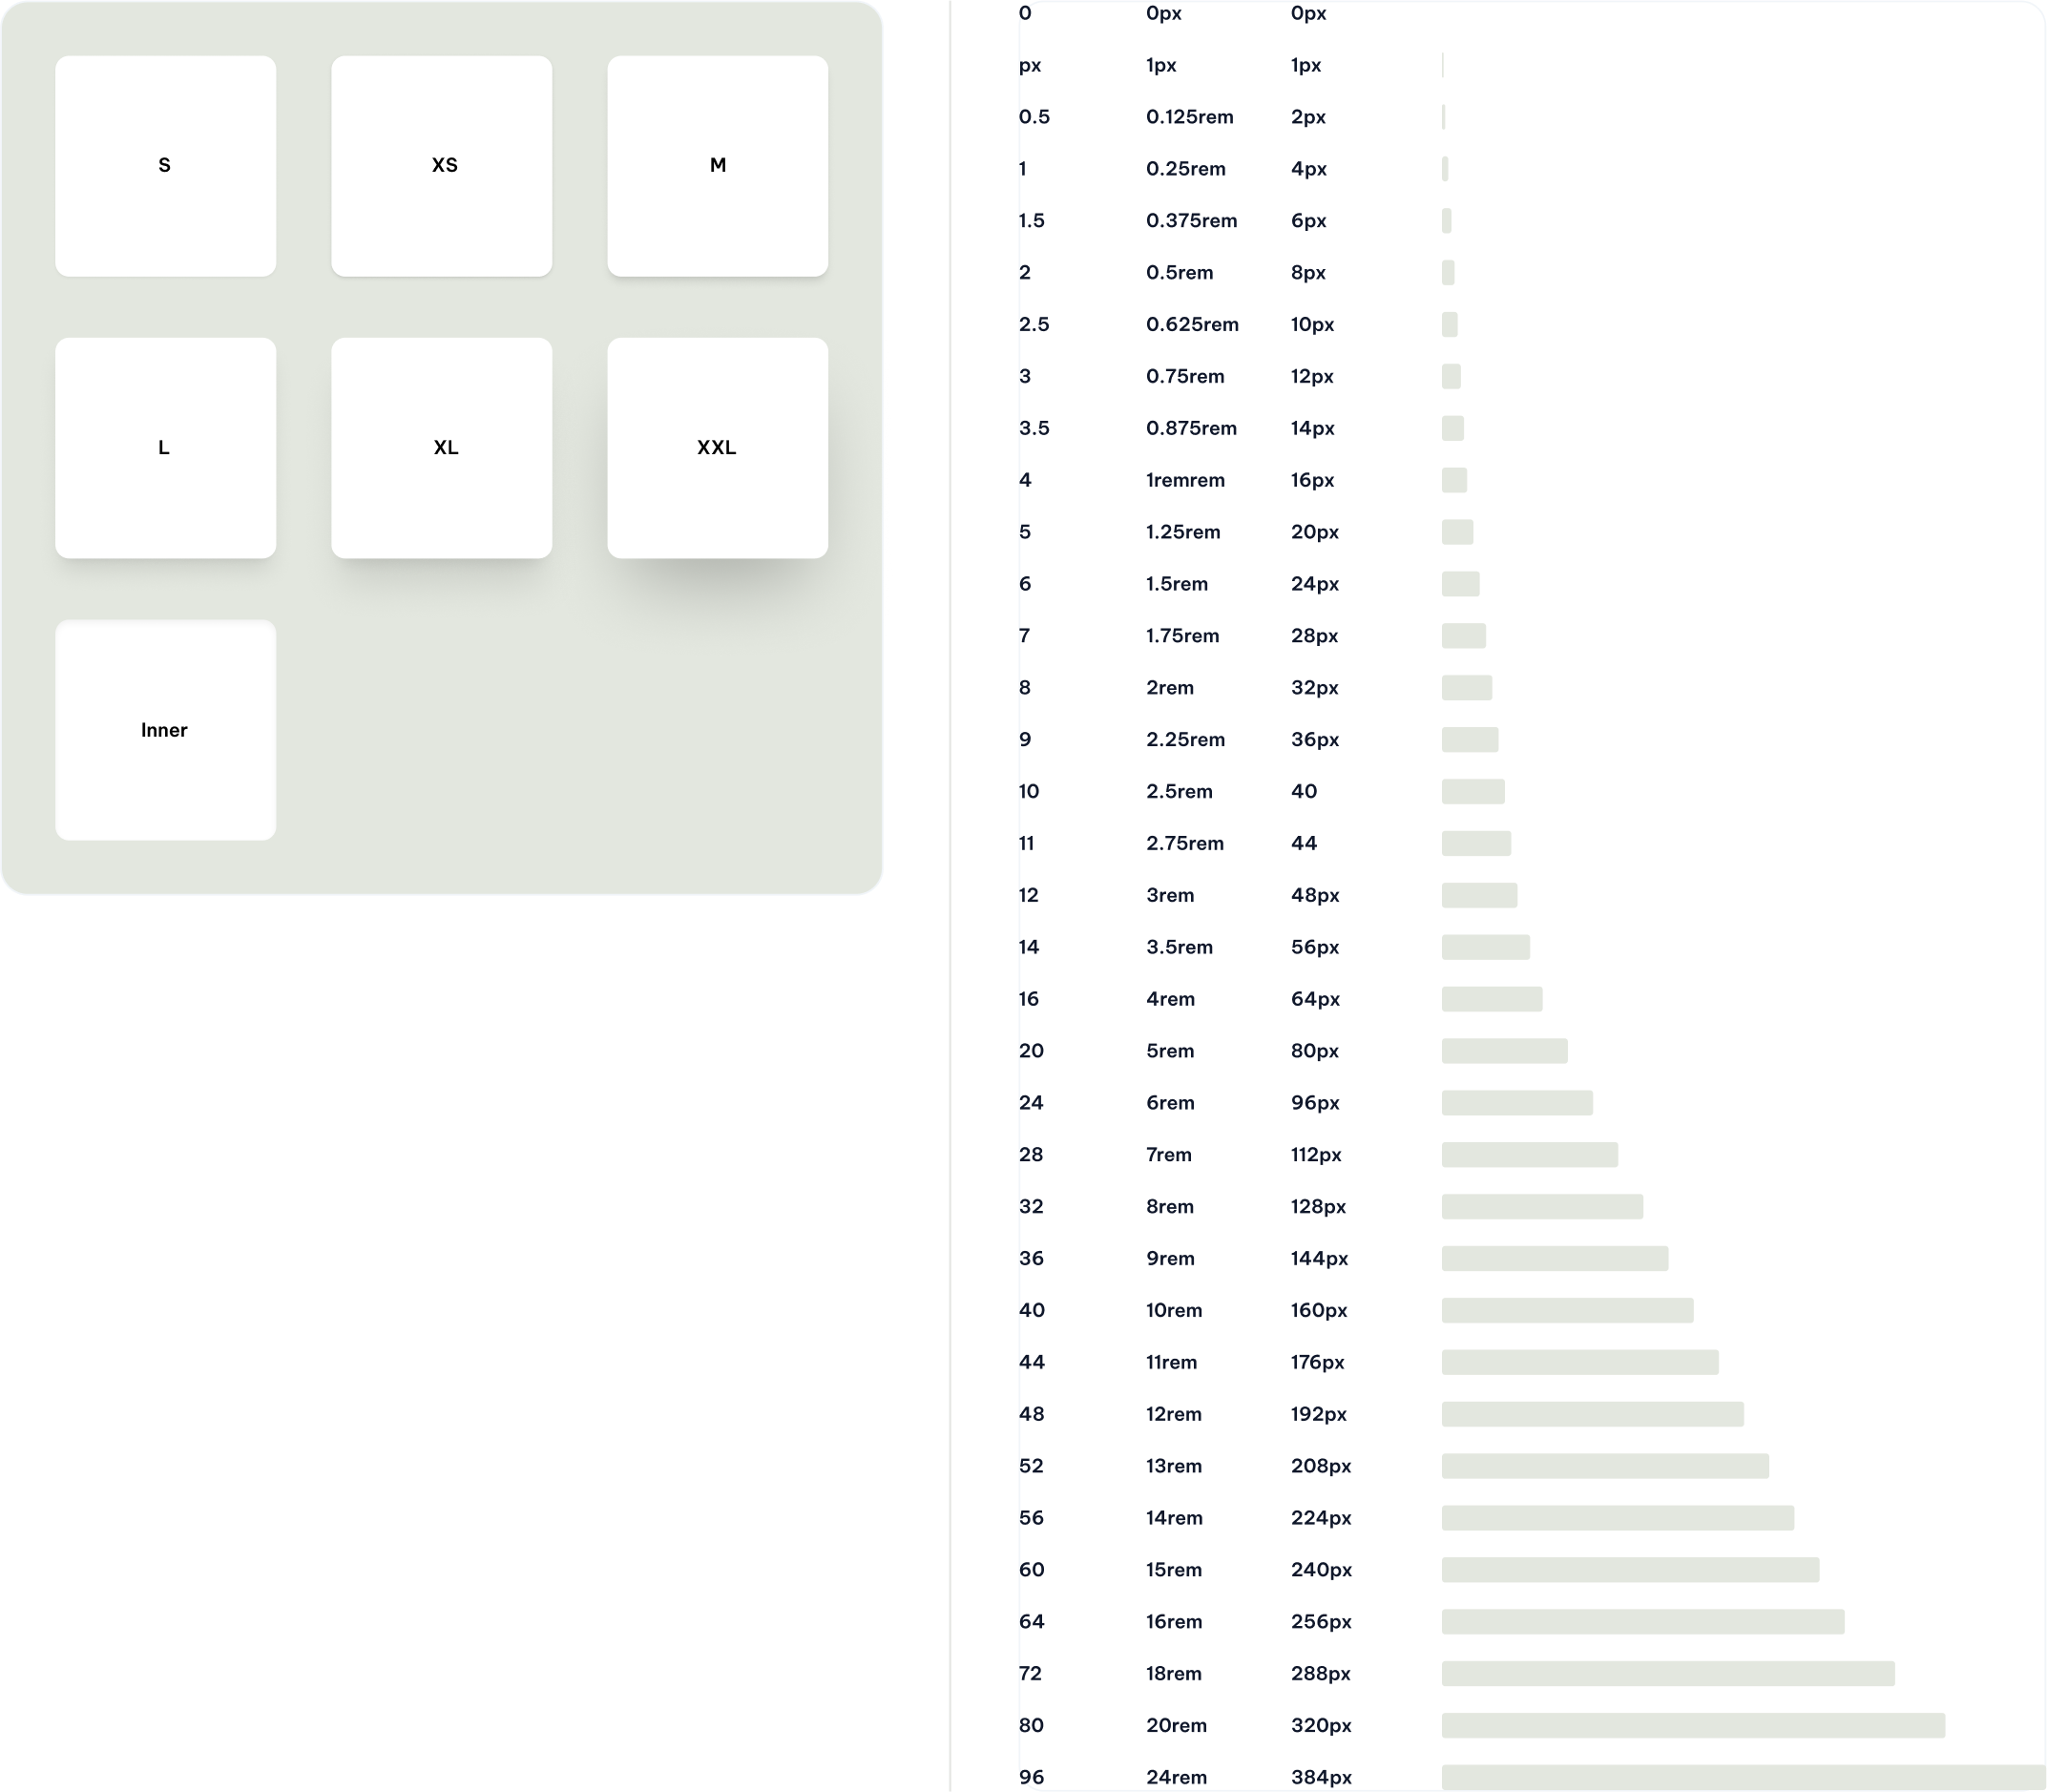 S XS M
L XL XXL
Inner
0 0px 0px
px 1px 1px
0.5 0.125rem 2px
1 0.25rem 4px
1.5 0.375rem 6px
2 0.5rem 8px
2.5 0.625rem 10px
3 0.75rem 12px
3.5 0.875rem 14px
4 1remrem 16px
5 1.25rem 20px
6 1.5rem 24px
7 1.75rem 28px
8 2rem 32px
9 2.25rem 36px
10 2.5rem 40
11 2.75rem 44
12 3rem 48px
14 3.5rem 56px
16 4rem 64px
20 5rem 80px
24 6rem 96px
28 7rem 112px
32 8rem 128px
36 9rem 144px
40 10rem 160px
44 11rem 176px
48 12rem 192px
52 13rem 208px
56 14rem 224px
60 15rem 240px
64 16rem 256px
72 18rem 288px
80 20rem 320px
96 24rem 384px